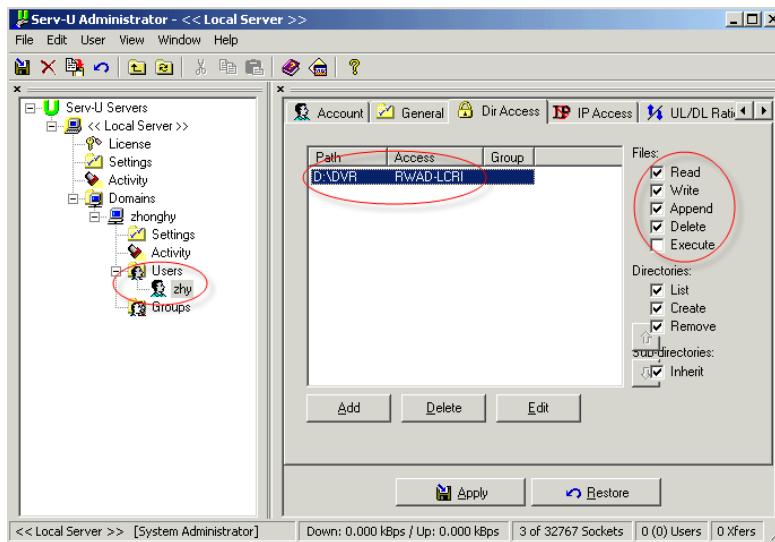 Serv-U Administrator - << Local Server >>
File Edit User View Window Help
Serv-U Servers
<< Local Server >>
License
Settings
Activity
Domains
zhonghy
Settings
Activity
Users
zhy
Groups
Account General Dir Access IP Access UL/DL Rati
Path Access Group
D:\DVR RWAD-LCRI
Files:
Read
Write
Append
Delete
Execute
Directories:
List
Create
Remove
Sub-directories:
Inherit
Add Delete Edit
Apply Restore
<< Local Server >> [System Administrator] Down: 0.000 kBps / Up: 0.000 kBps 3 of 32767 Sockets 0 (0) Users 0 Xfers